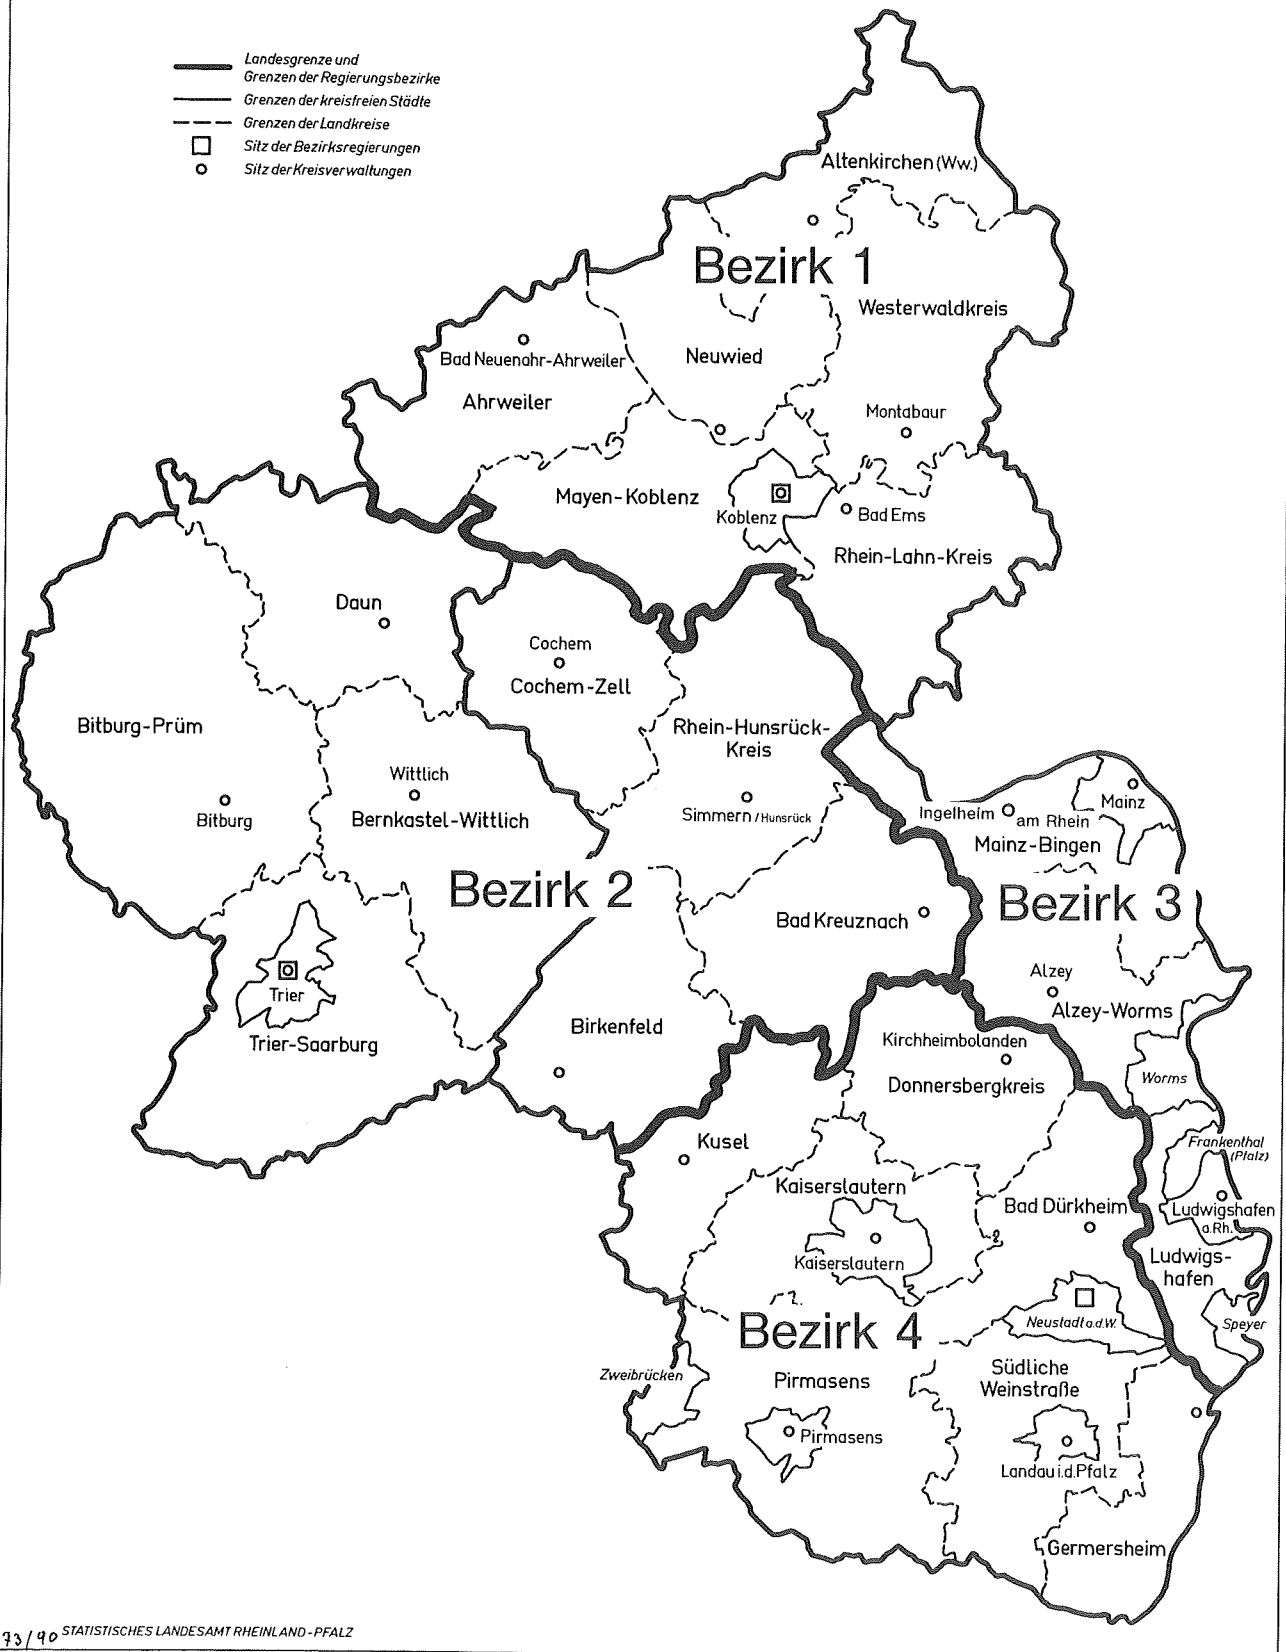 Landesgrenze und
Grenzen der Regierungsbezirke
Grenzen der kreisfreien Städte
Grenzen der Landkreise
Sitz der Bezirksregierungen
Sitz der Kreisverwaltungen
Altenkirchen (Ww.)
Bezirk 1
Westerwaldkreis
Neuwied
Bad Neuenahr-Ahrweiler
Ahrweiler
Montabaur
Mayen-Koblenz
Koblenz
Bad Ems
Rhein-Lahn-Kreis
Daun
Cochem
Cochem-Zell
Bitburg-Prüm
Rhein-Hunsrück-
Kreis
Wittlich
Bitburg
Bernkastel-Wittlich
Simmern/Hunsrück
Mainz
Ingelheim
am Rhein
Mainz-Bingen
Bezirk 2
Bezirk 3
Bad Kreuznach
Alzey
Alzey-Worms
Trier
Trier-Saarburg
Birkenfeld
Kirchheimbolanden
Donnersbergkreis
Worms
Kusel
Frankenthal
(Pfalz)
Kaiserslautern
Bad Dürkheim
Ludwigshafen
a.Rh.
Kaiserslautern
Ludwigs-
hafen
Bezirk 4
Neustadt a.d.W.
Speyer
Zweibrücken
Pirmasens
Südliche
Weinstraße
Pirmasens
Landau i.d.Pfalz
Germersheim
73/90 STATISTISCHES LANDESAMT RHEINLAND-PFALZ